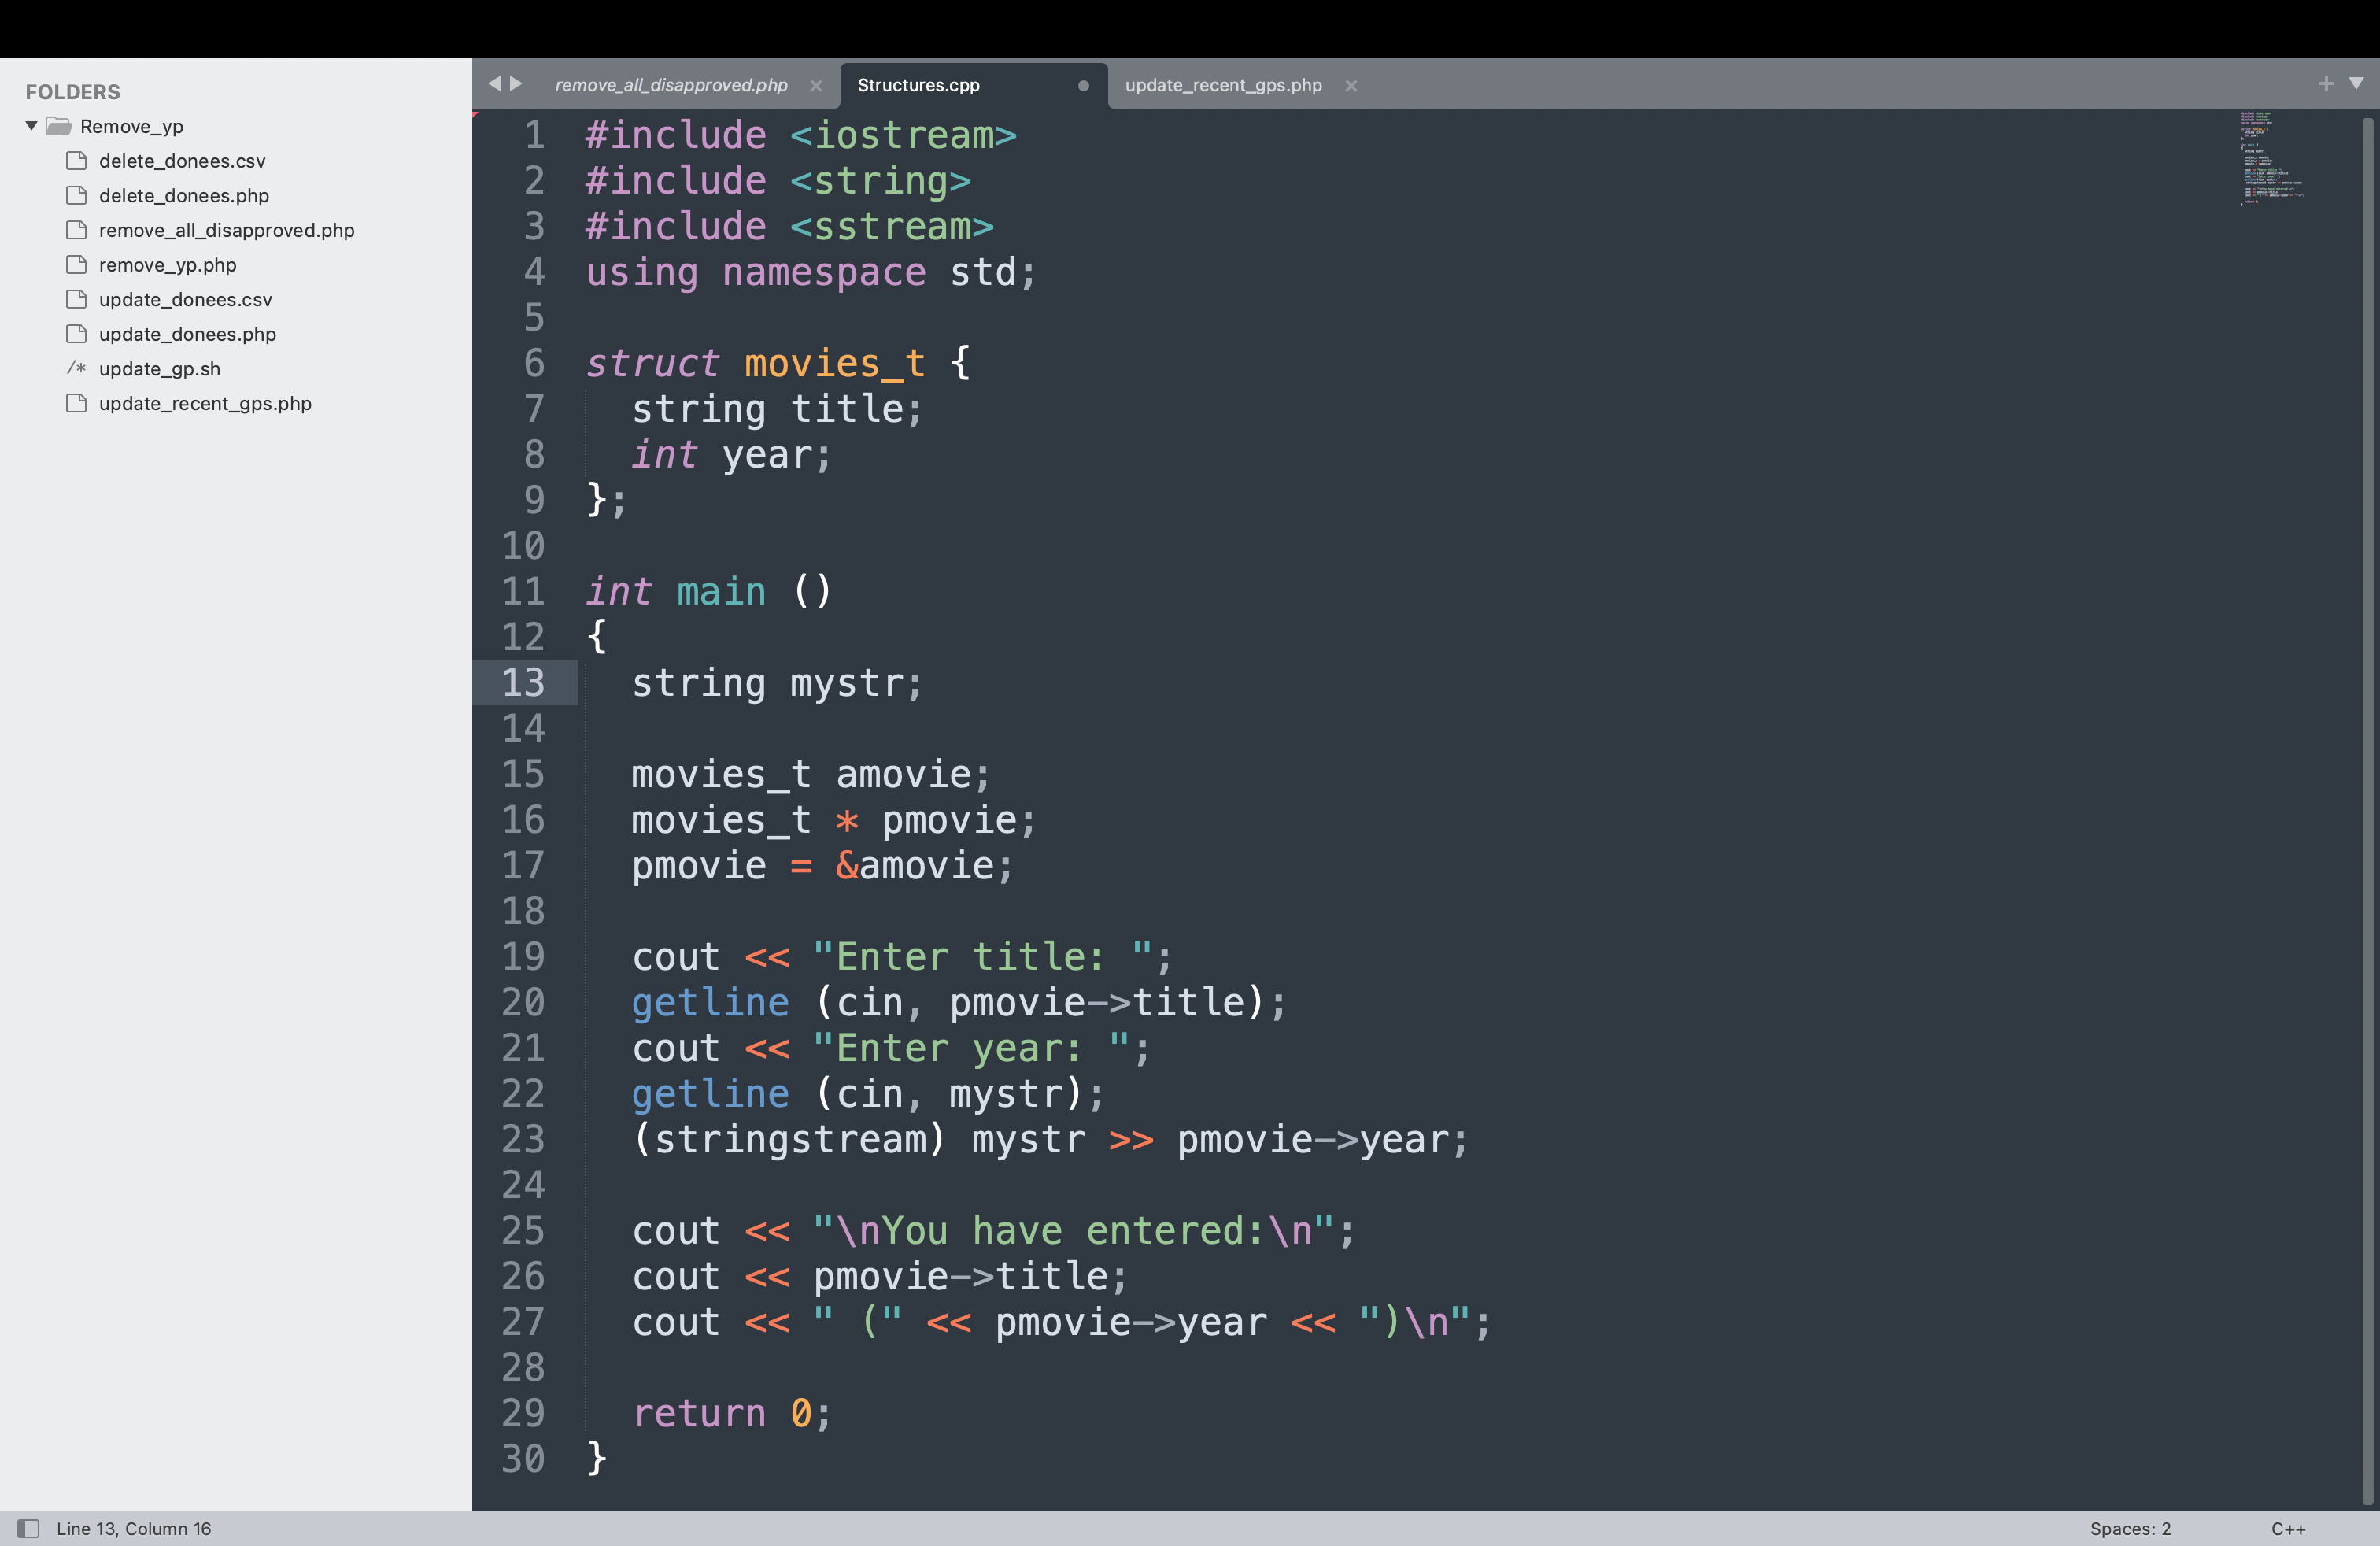 FOLDERS
Remove_yp
delete_donees.csv
delete_donees.php
remove_all_disapproved.php
remove_yp.php
update_donees.csv
update_donees.php
/* update_gp.sh
update_recent_gps.php
remove_all_disapproved.php
Structures.cpp
update_recent_gps.php
1 #include <iostream>
2 #include <string>
3 #include <sstream>
4 using namespace std;
5
6 struct movies_t {
7   string title;
8   int year;
9 };
10
11 int main ()
12 {
13   string mystr;
14
15   movies_t amovie;
16   movies_t * pmovie;
17   pmovie = &amovie;
18
19   cout << "Enter title: ";
20   getline (cin, pmovie->title);
21   cout << "Enter year: ";
22   getline (cin, mystr);
23   (stringstream) mystr >> pmovie->year;
24
25   cout << "\nYou have entered:\n";
26   cout << pmovie->title;
27   cout << " (" << pmovie->year << ")\n";
28
29   return 0;
30 }
Line 13, Column 16
Spaces: 2
C++